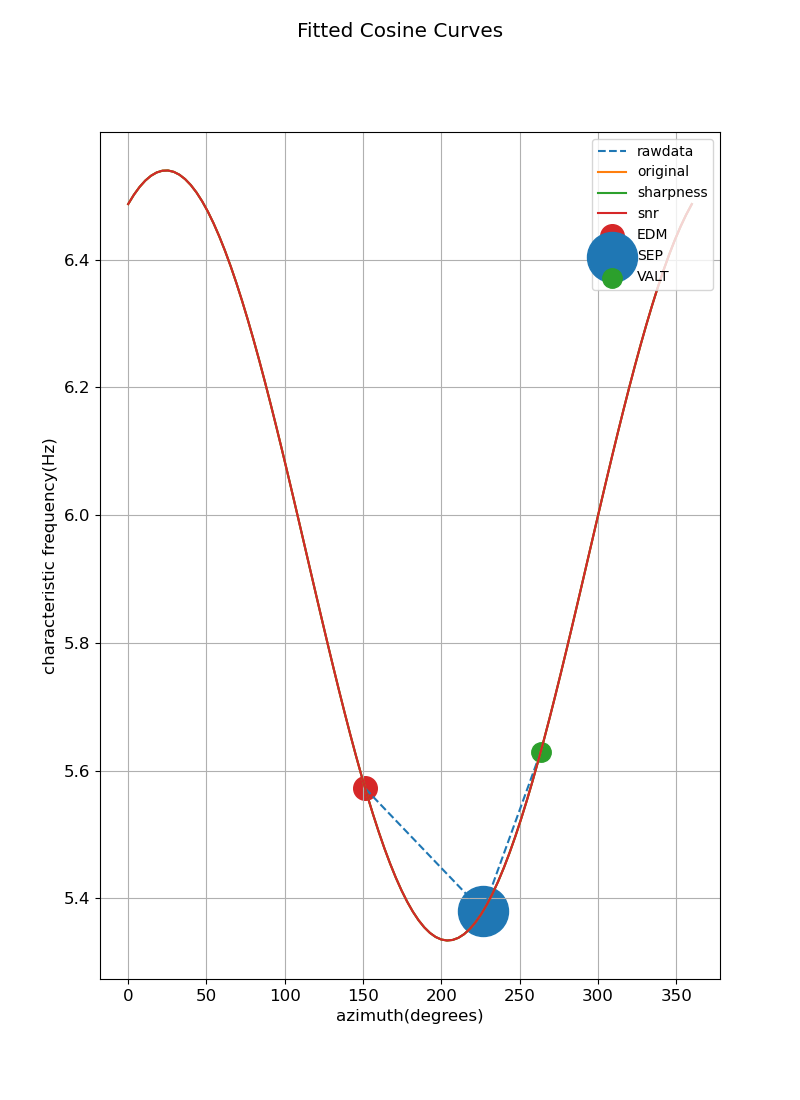 Fitted Cosine Curves
rawdata
original
sharpness
snr
EDM
SEP
VALT
characteristic frequency(Hz)
6.4
6.2
6.0
5.8
5.6
5.4
0 50 100 150 200 250 300 350
azimuth(degrees)